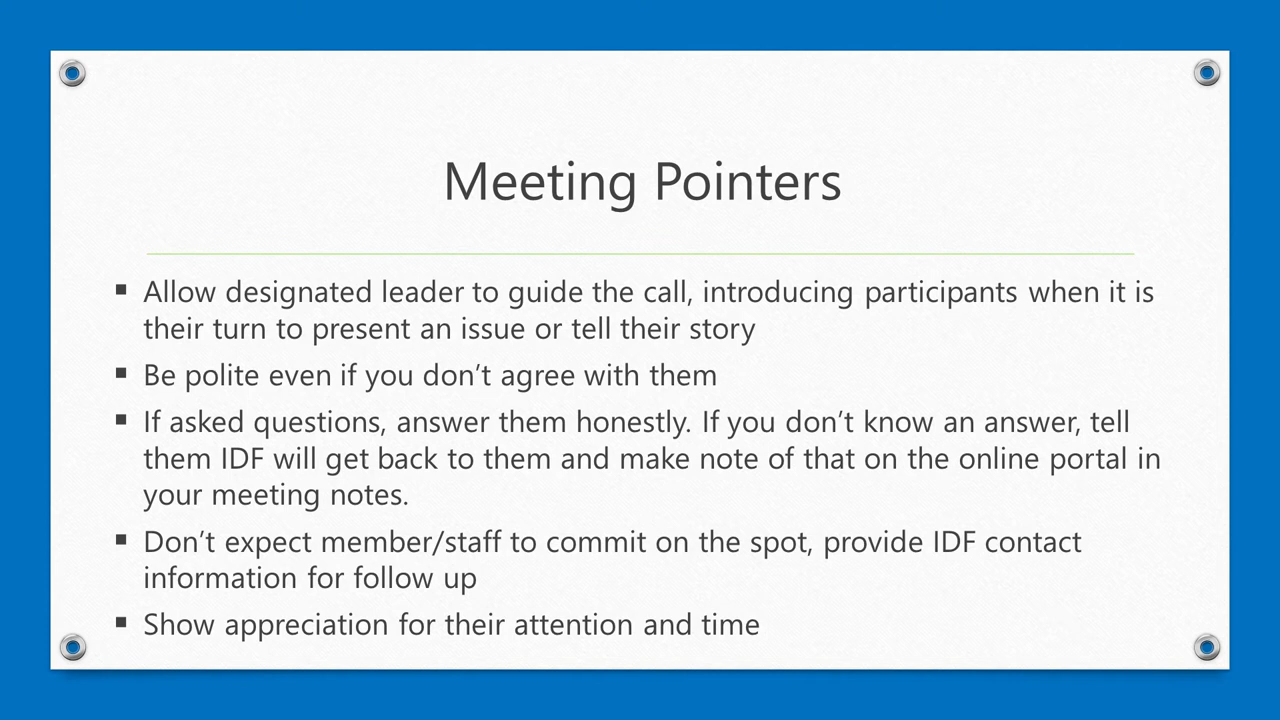 Meeting Pointers
▪ Allow designated leader to guide the call, introducing participants when it is
their turn to present an issue or tell their story
▪ Be polite even if you don’t agree with them
▪ If asked questions, answer them honestly. If you don’t know an answer, tell
them IDF will get back to them and make note of that on the online portal in
your meeting notes.
▪ Don’t expect member/staff to commit on the spot, provide IDF contact
information for follow up
▪ Show appreciation for their attention and time